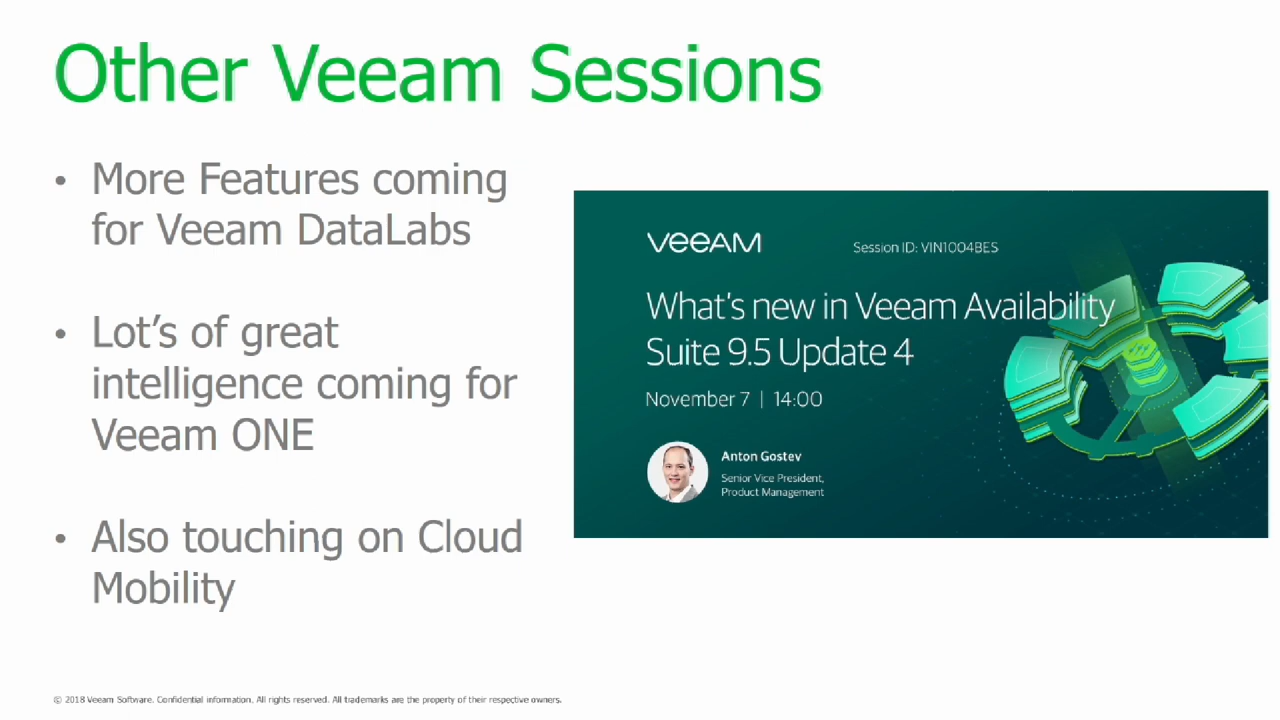 Other Veeam Sessions
• More Features coming
for Veeam DataLabs
• Lot’s of great
intelligence coming for
Veeam ONE
• Also touching on Cloud
Mobility
VeeAM
Session ID: VIN1004BES
What's new in Veeam Availability
Suite 9.5 Update 4
November 7 | 14:00
Anton Gostev
Senior Vice President,
Product Management
© 2018 Veeam Software. Confidential information. All rights reserved. All trademarks are the property of their respective owners.